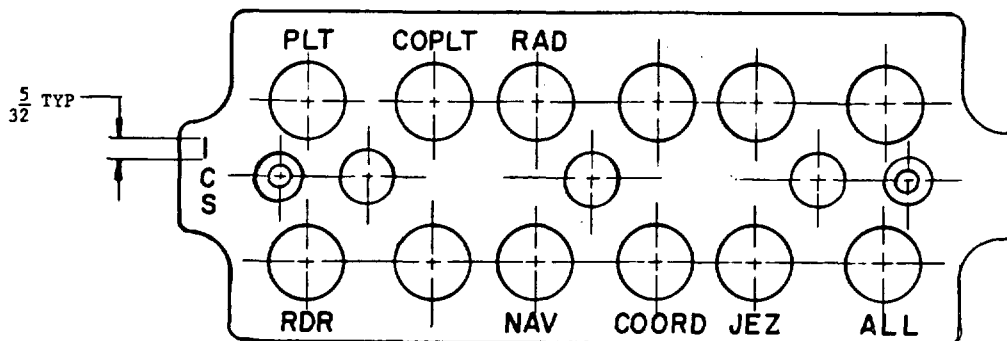 PLT COPLT RAD
5/32 TYP
I
C
S
RDR NAV COORD JEZ ALL